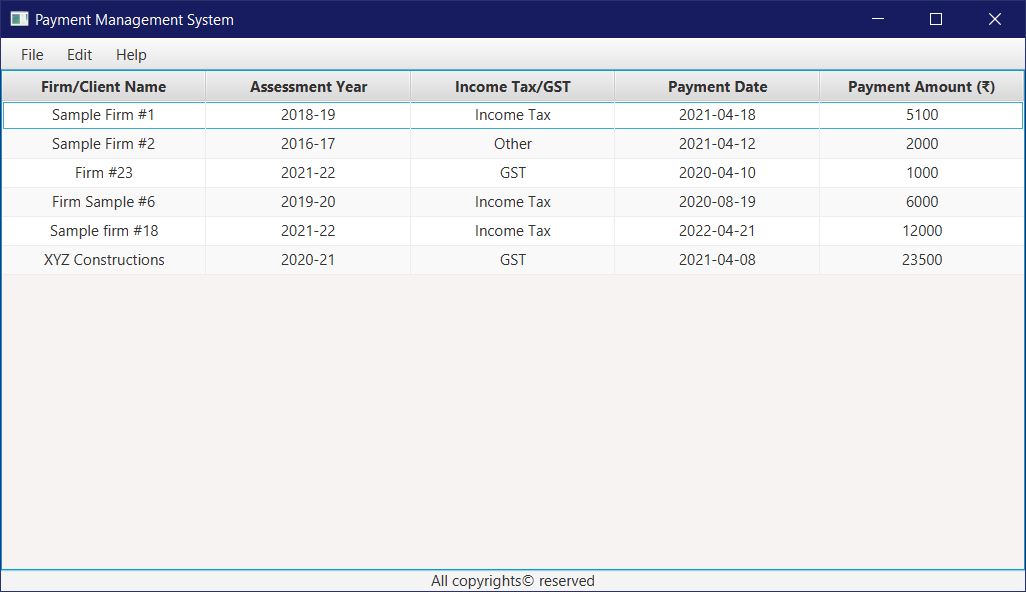 Payment Management System
File Edit Help
Firm/Client Name Assessment Year Income Tax/GST Payment Date Payment Amount (₹)
Sample Firm #1 2018-19 Income Tax 2021-04-18 5100
Sample Firm #2 2016-17 Other 2021-04-12 2000
Firm #23 2021-22 GST 2020-04-10 1000
Firm Sample #6 2019-20 Income Tax 2020-08-19 6000
Sample firm #18 2021-22 Income Tax 2022-04-21 12000
XYZ Constructions 2020-21 GST 2021-04-08 23500
All copyrights© reserved